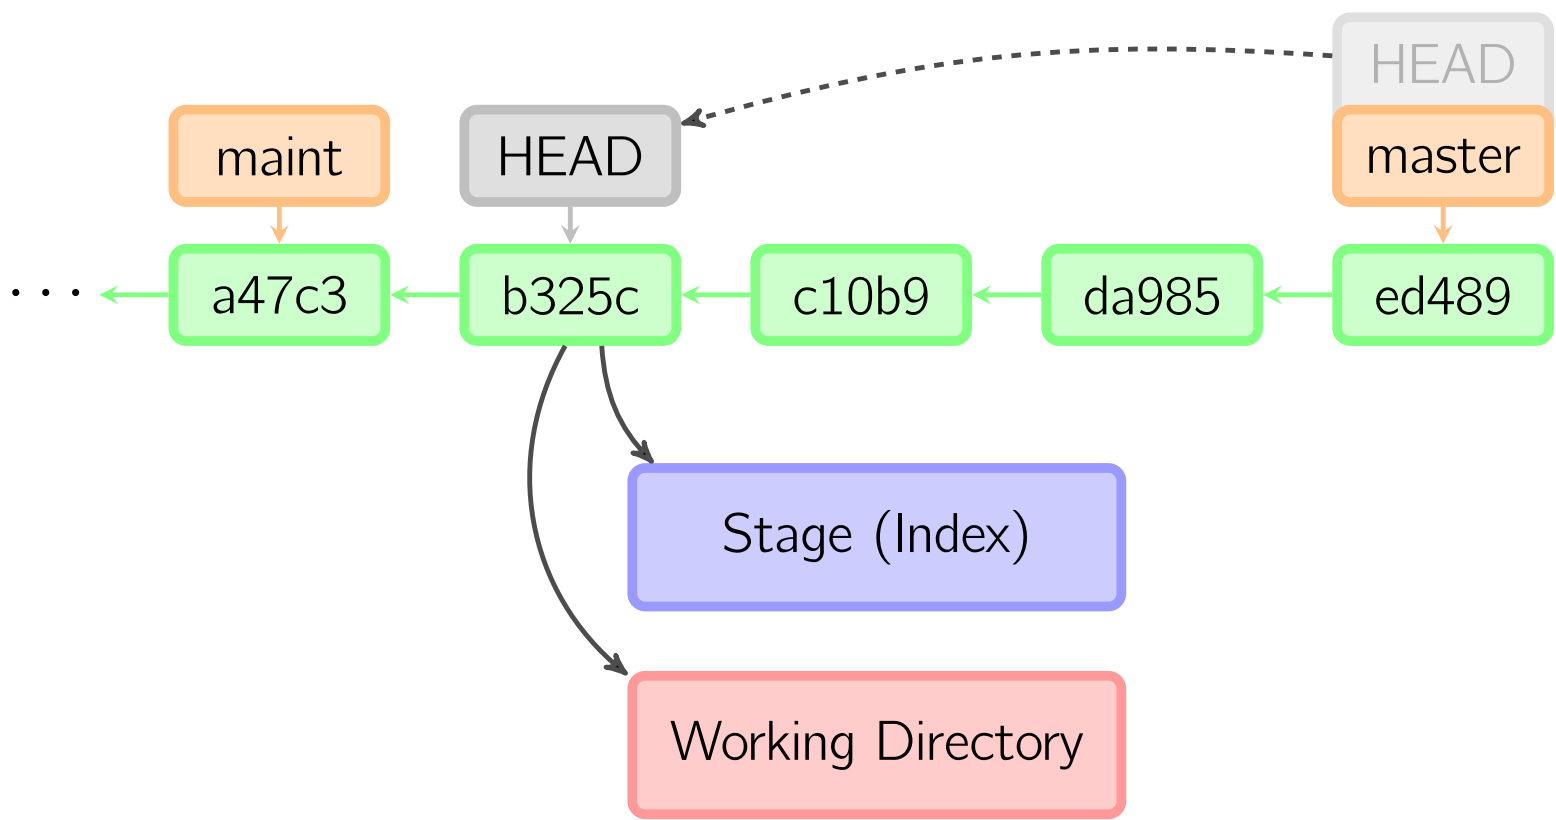 HEAD
maint
HEAD
master
. . .
a47c3
b325c
c10b9
da985
ed489
Stage (Index)
Working Directory